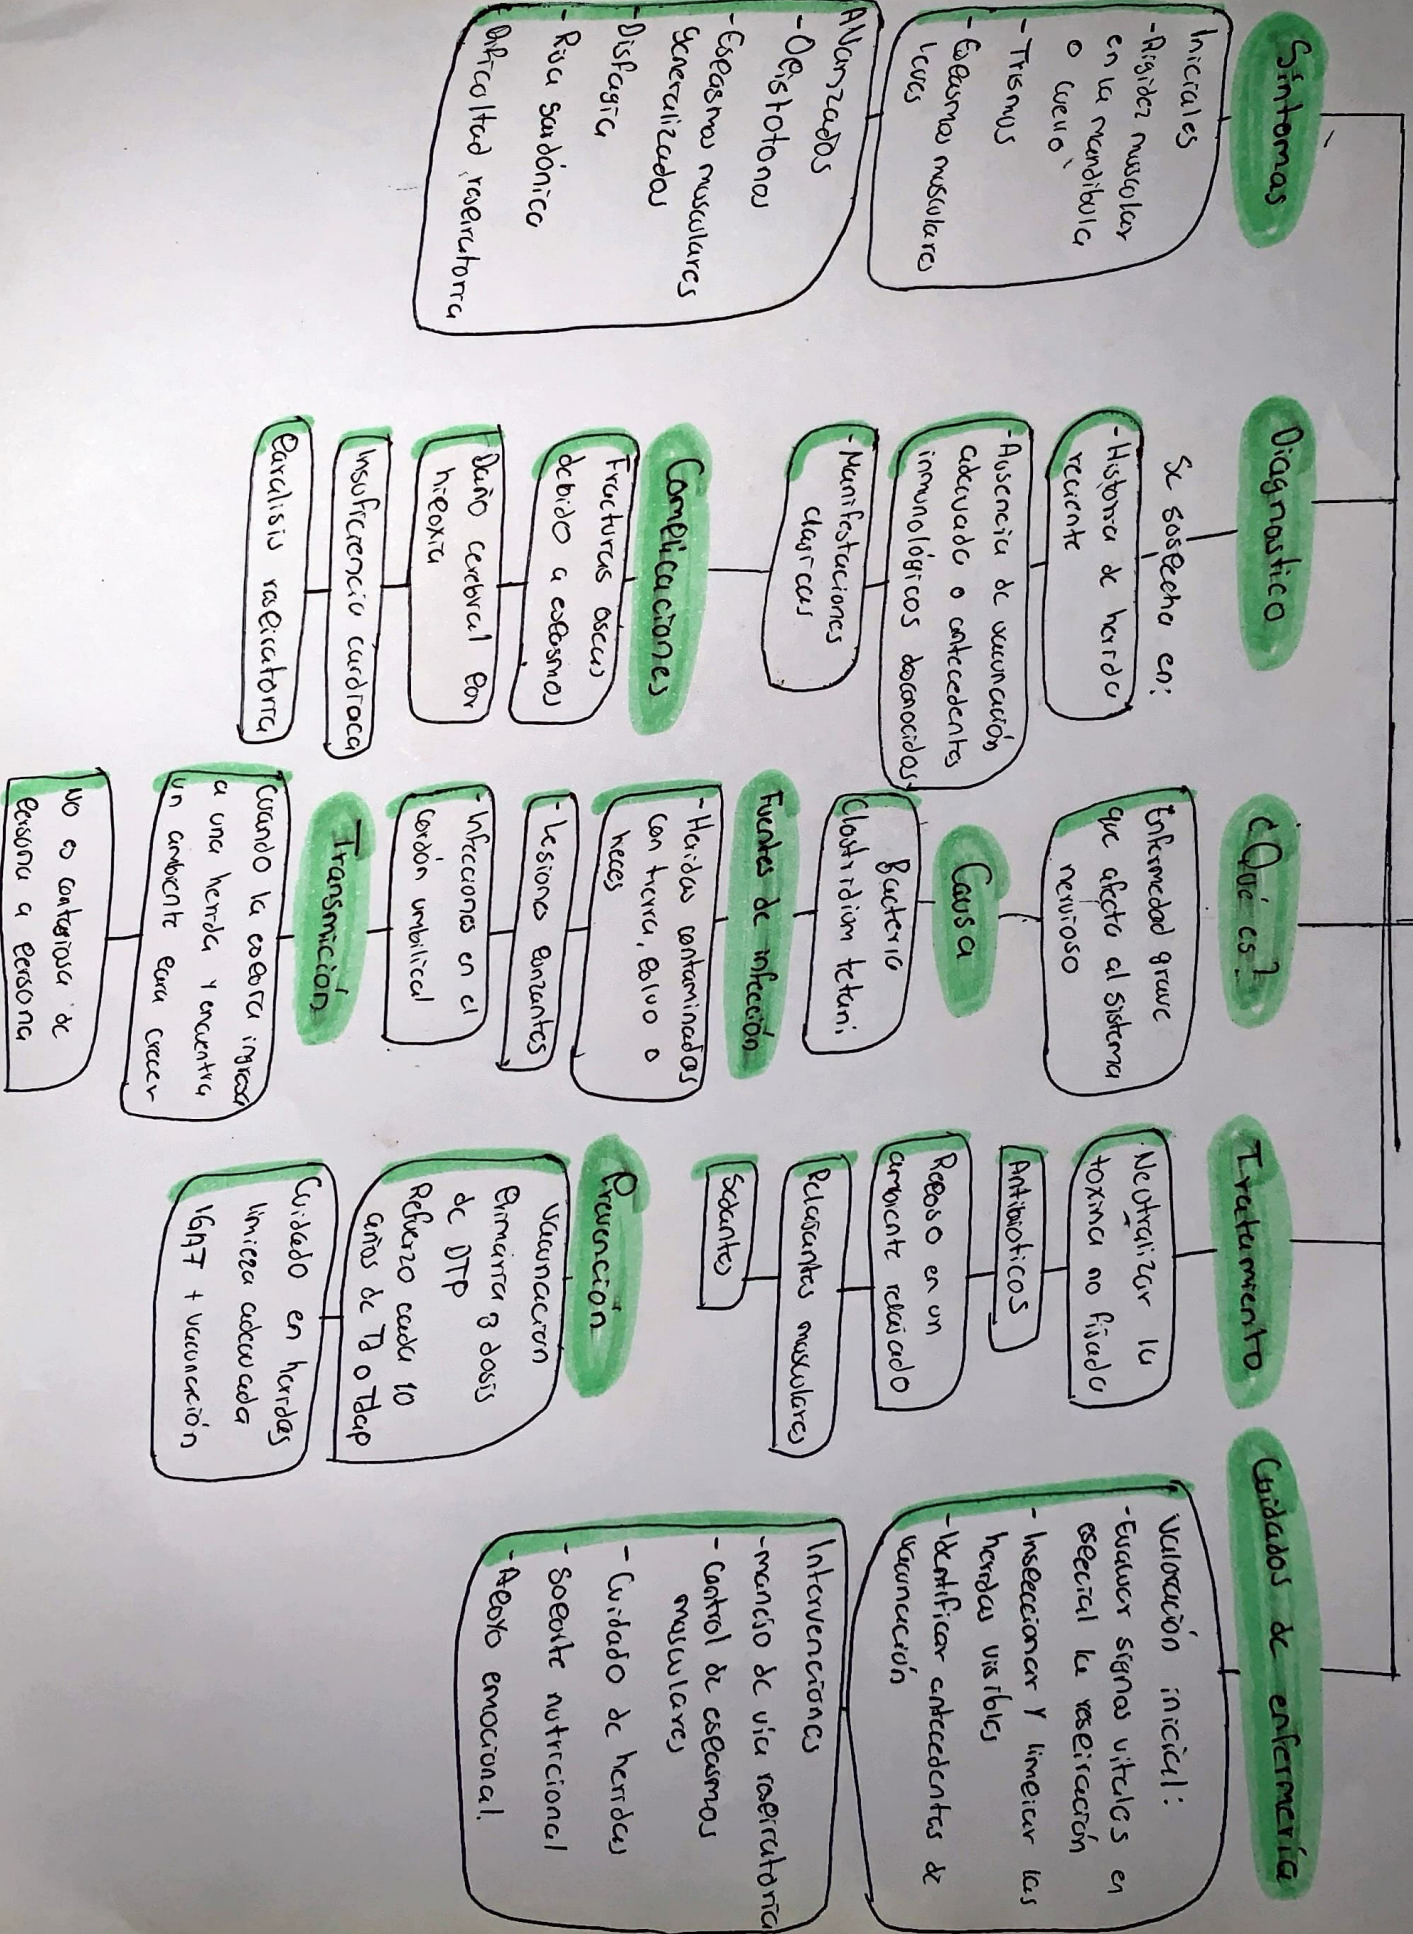 Síntomas
Iniciales
- Rigidez muscular
en la mandíbula
o cuello
- Trismus
- Espasmos musculares
leves
Avanzados
- Opistotonos
- Espasmos musculares
generalizados
- Disfagia
- Risa sardónica
- Dificultad respiratoria
Diagnostico
Se sospecha en:
- Historia de herida
reciente
- Ausencia de vacunación
adecuada o antecedentes
inmunológicos desconocidos
- Manifestaciones
clasicas
Complicaciones
Fracturas óseas
debido a espasmos
Daño cerebral por
hipoxia
Insuficiencia cardiaca
Paralisis respiratoria
¿Qué es?
Enfermedad grave
que afecta al sistema
nervioso
Causa
Bacteria
Clostridium tetani
Fuentes de infección
- Heridas contaminadas
con tierra, polvo o
heces
- Lesiones punzantes
- Infecciones en el
cordón umbilical
Transmición
Cuando la espora ingresa
a una herida y encuentra
un ambiente para crecer
No es contagiosa de
persona a persona
Tratamiento
Neutralizar la
toxina no fijada
Antibioticos
Reposo en un
ambiente relajado
Relajantes musculares
Sedantes
Prevención
Vacunación
Primaria 3 dosis
de DTP
Refuerzo cada 10
años de Td o Tdap
Cuidado en heridas
limieza adecuada
IGAT + vacunación
Cuidados de enfermería
Valoración inicial:
- Evaluar signos vitales en
especial la respiración
- Inspeccionar y limpiar las
heridas visibles
- Identificar antecedentes de
vacunación
Intervenciones
- manejo de vía respiratoria
- Control de espasmos
musculares
- Cuidado de heridas
- Soporte nutricional
- Apoyo emocional.